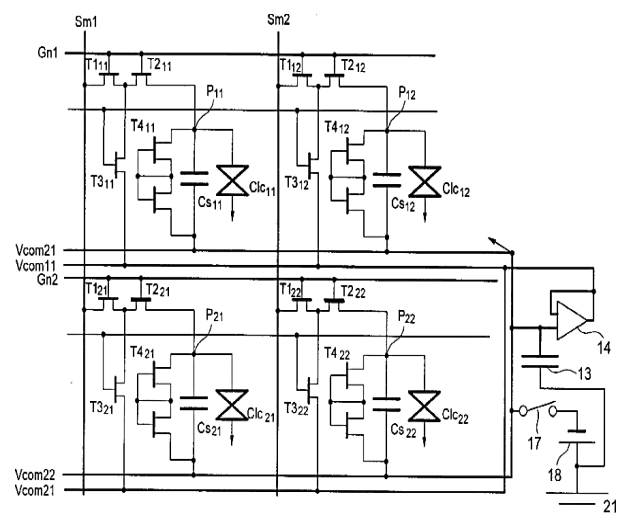 Sm1 Sm2
Gn1
T1₁₁ T2₁₁ T1₁₂ T2₁₂
P₁₁ P₁₂
T4₁₁ T4₁₂
T3₁₁ T3₁₂
Cs₁₁ Clc₁₁ Cs₁₂ Clc₁₂
Vcom21
Vcom11
Gn2
T1₂₁ T2₂₁ T1₂₂ T2₂₂
P₂₁ P₂₂
14
T4₂₁ T4₂₂
13
T3₂₁ T3₂₂
Cs₂₁ Clc₂₁ Cs₂₂ Clc₂₂
17
18
Vcom22
Vcom21
21